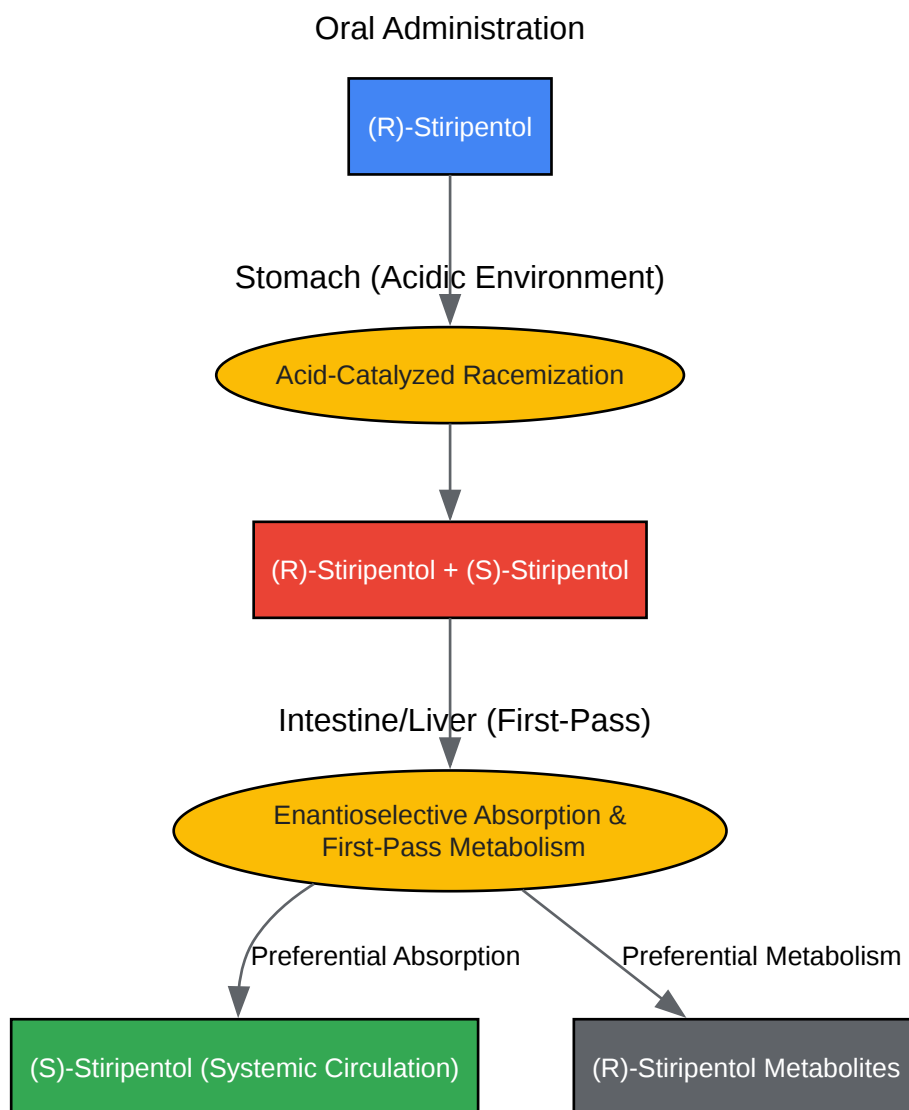 Oral Administration
(R)-Stiripentol
Stomach (Acidic Environment)
Acid-Catalyzed Racemization
(R)-Stiripentol + (S)-Stiripentol
Intestine/Liver (First-Pass)
Enantioselective Absorption &
First-Pass Metabolism
Preferential Absorption
Preferential Metabolism
(S)-Stiripentol (Systemic Circulation)
(R)-Stiripentol Metabolites